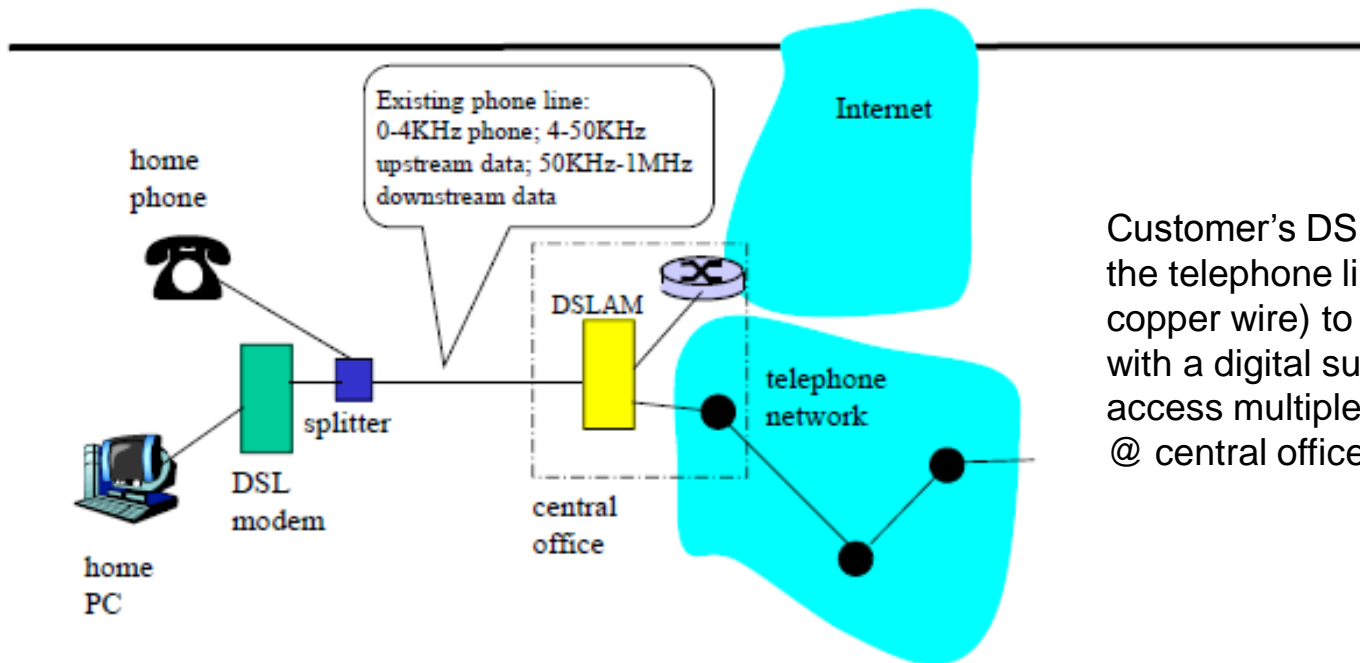 Existing phone line:
0-4KHz phone; 4-50KHz
upstream data; 50KHz-1MHz
downstream data
Internet
home
phone
DSLAM
splitter
DSL
modem
home
PC
central
office
telephone
network
Customer’s DS
the telephone li
copper wire) to
with a digital su
access multiple
@ central office